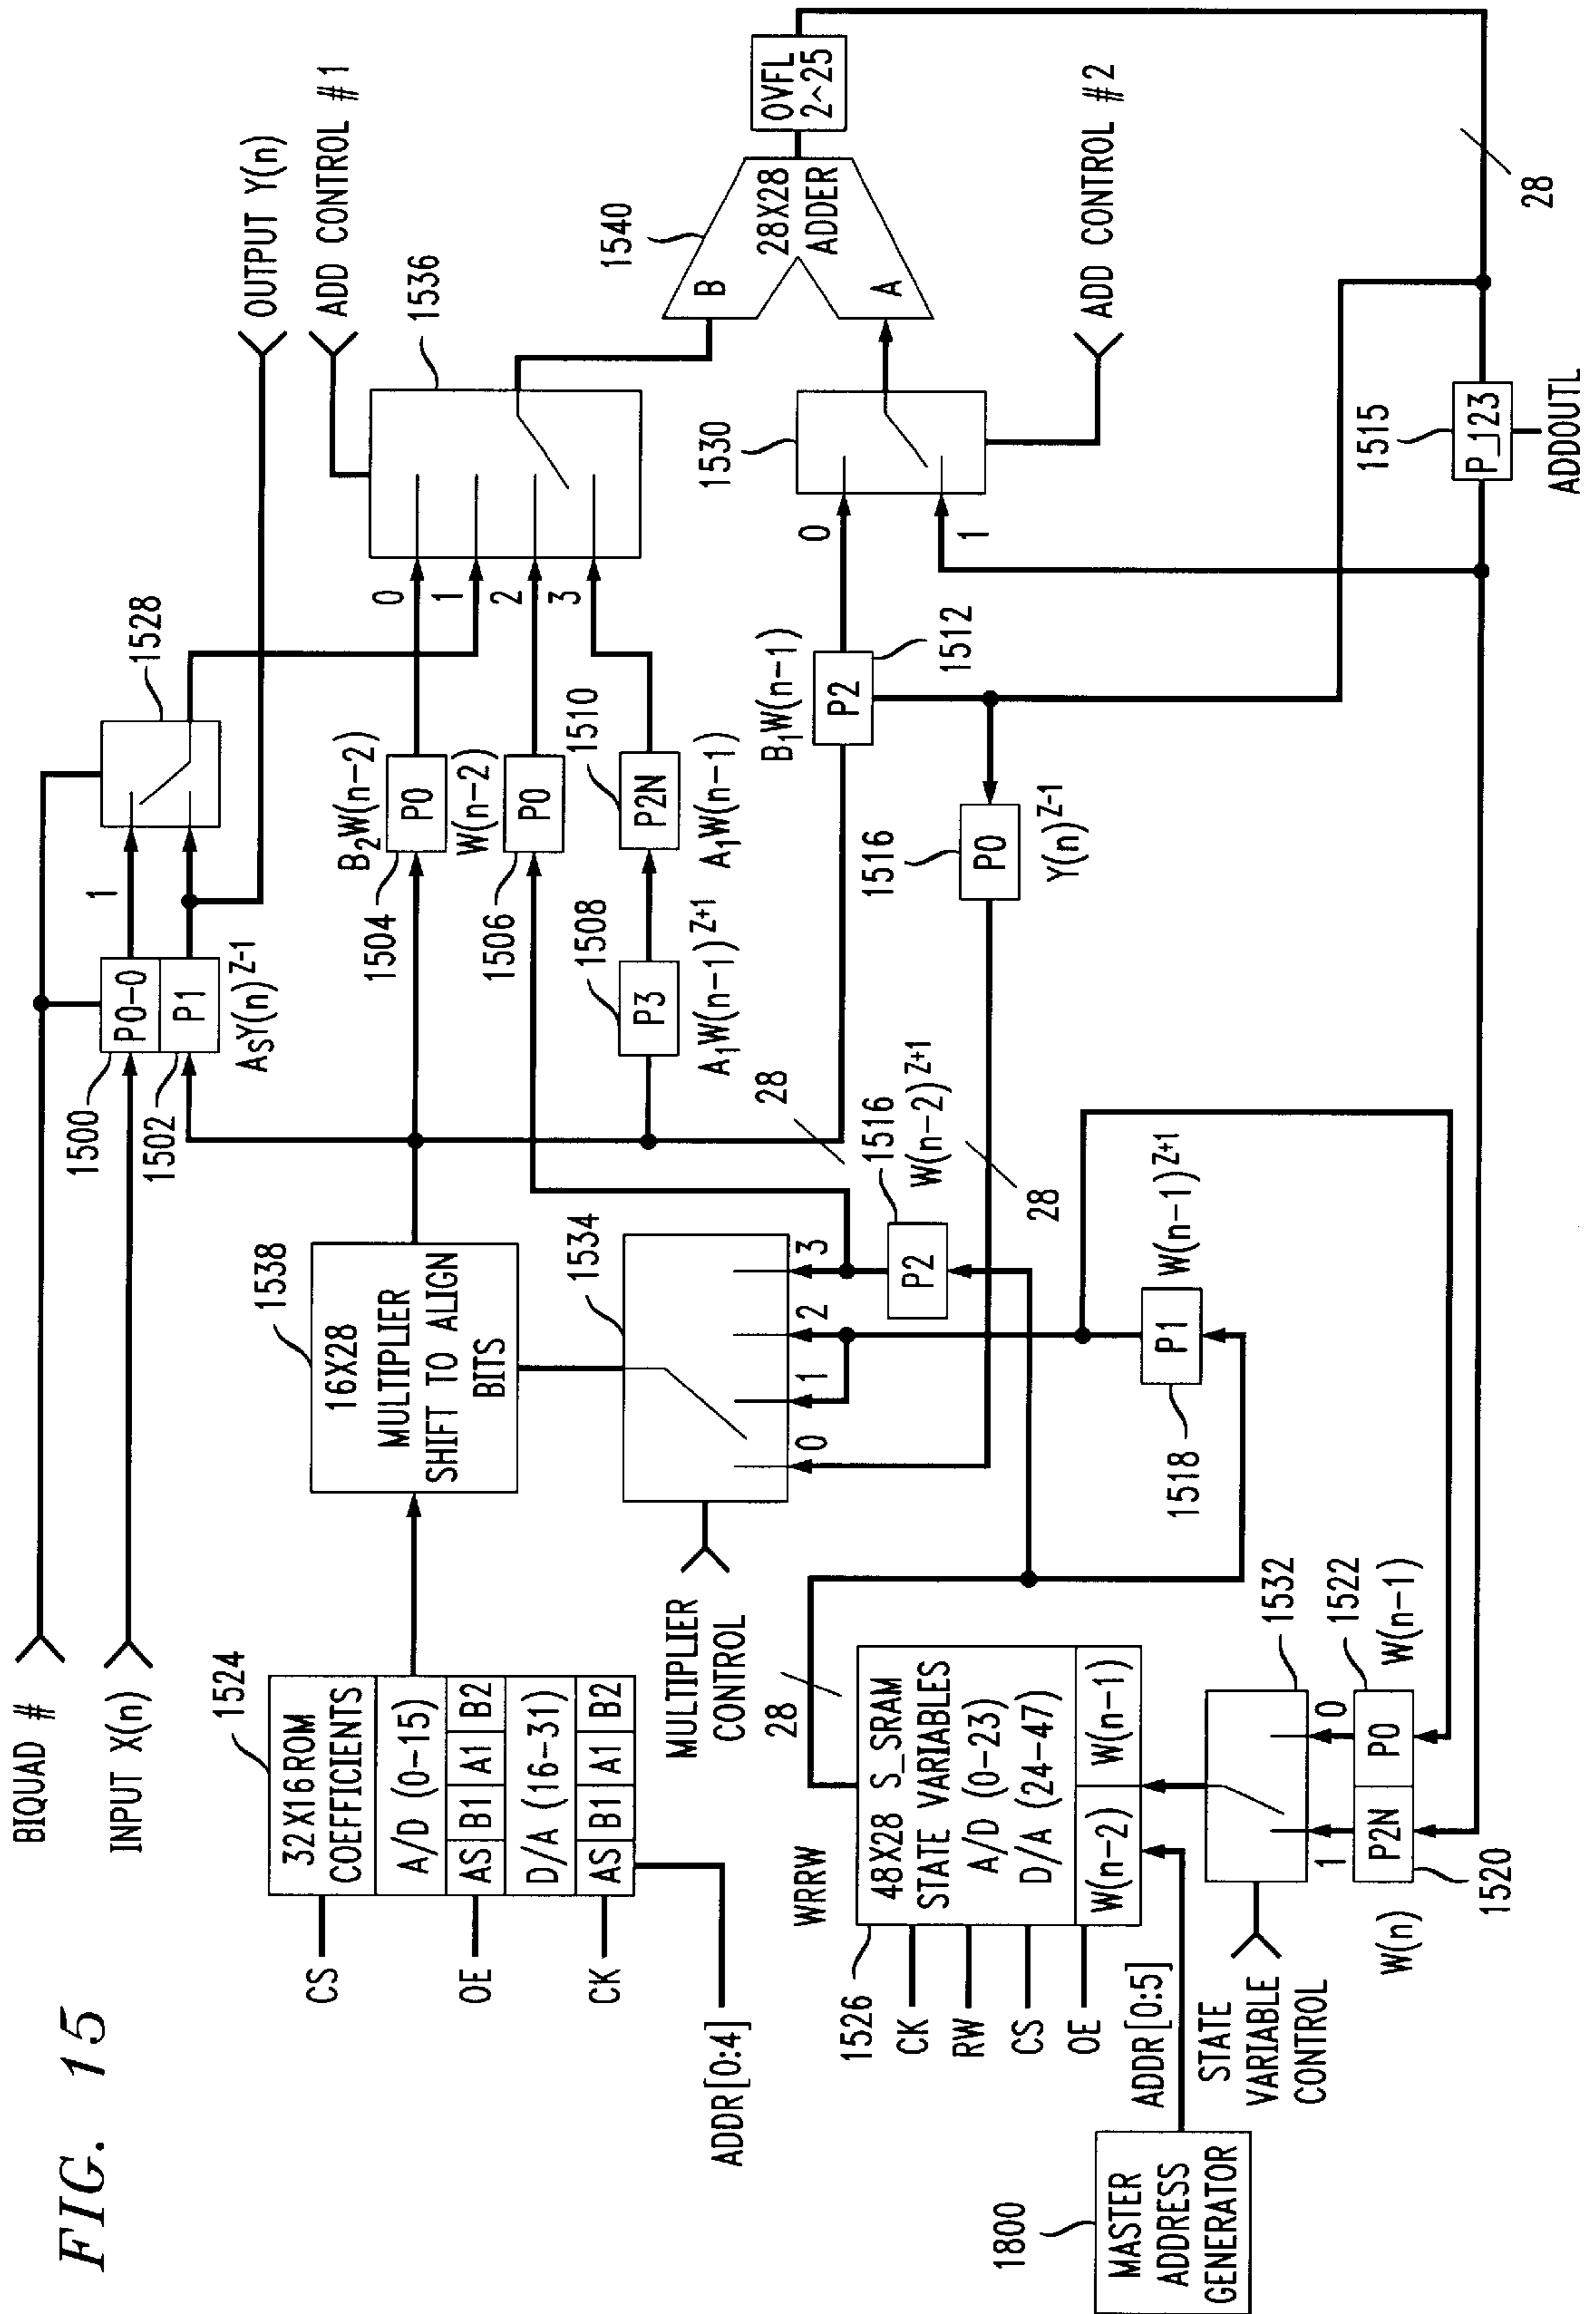 FIG. 15
BIQUAD #
INPUT X(n)
1500
1502
P0-0
P1
1
A_SY(n)^Z-1
1528
OUTPUT Y(n)
ADD CONTROL #1
1524
32X16ROM
COEFFICIENTS
A/D (0-15)
AS B1 A1 B2
D/A (16-31)
AS B1 A1 B2
CS
OE
CK
ADDR[0:4]
1538
16X28
MULTIPLIER
SHIFT TO ALIGN
BITS
1504
P0
B_2W(n-2)
1506
P0
W(n-2)
1508
P3
A_1W(n-1)^Z+1
1510
P2N
A_1W(n-1)
0
1
2
3
1536
1540
B
A
28X28
ADDER
OVFL
2^25
MULTIPLIER
CONTROL
1534
0
1
2
3
28
1516
P2
W(n-2)^Z+1
28
B_1W(n-1)
P2
1512
1516
P0
Y(n)^Z-1
0
1
1530
ADD CONTROL #2
28
1515
P_123
ADDOUTL
WRRW
28
1526
48X28 S_SRAM
STATE VARIABLES
A/D (0-23)
D/A (24-47)
W(n-2)
W(n-1)
CK
RW
CS
OE
ADDR[0:5]
1518
P1
W(n-1)^Z+1
STATE
VARIABLE
CONTROL
1532
1
0
P2N
P0
1522
W(n-1)
1520
W(n)
1800
MASTER
ADDRESS
GENERATOR